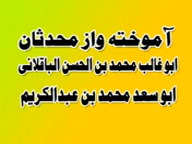 آموخته واز محدثان
ابو غالب محمد بن الحسن الباقلانی
ابو سعد محمد بن عبدالکریم